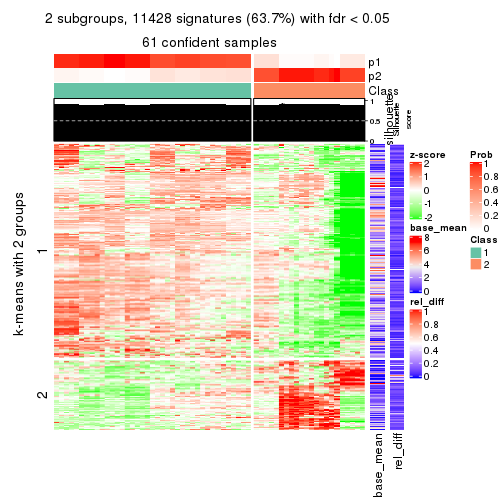 2 subgroups, 11428 signatures (63.7%) with fdr < 0.05
61 confident samples
p1
p2
Class
1
0.5
0
silhouette
Silhouette
score
k-means with 2 groups
1
2
base_mean
rel_diff
z-score
2
1
0
-1
-2
base_mean
8
6
4
2
0
rel_diff
1
0.8
0.6
0.4
0.2
0
Prob
1
0.8
0.6
0.4
0.2
0
Class
1
2